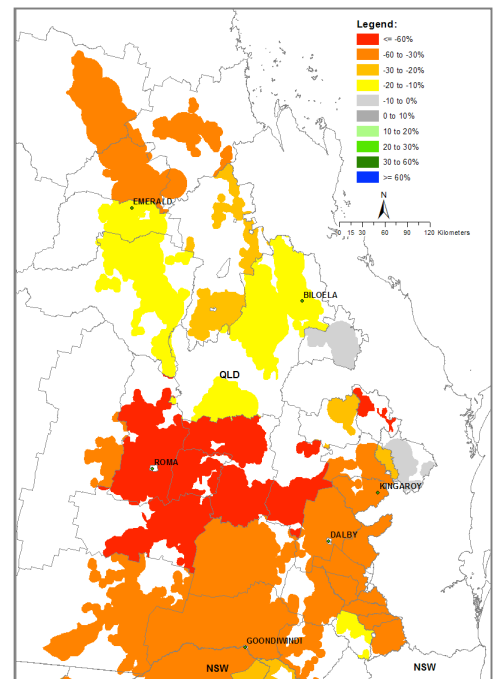 Legend:
<= -60%
-60 to -30%
-30 to -20%
-20 to -10%
-10 to 0%
0 to 10%
10 to 20%
20 to 30%
30 to 60%
>= 60%
N
0 15 30 60 90 120 Kilometers
EMERALD
BILOELA
QLD
ROMA
KINGAROY
DALBY
GOONDIWINDI
NSW NSW